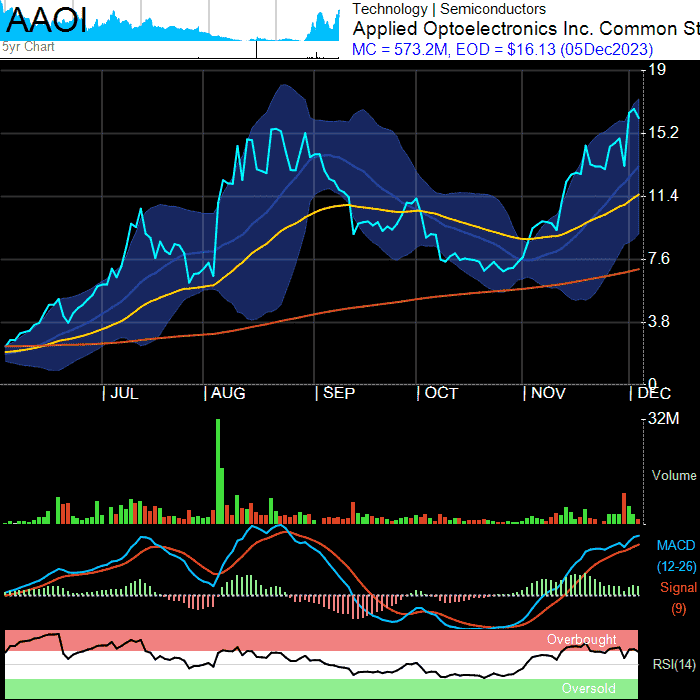 AAOI
5yr Chart
Technology | Semiconductors
Applied Optoelectronics Inc. Common St
MC = 573.2M, EOD = $16.13 (05Dec2023)
19
15.2
11.4
7.6
3.8
0
| JUL | AUG | SEP | OCT | NOV | DEC
32M
Volume
MACD
(12-26)
Signal
(9)
Overbought
RSI(14)
Oversold